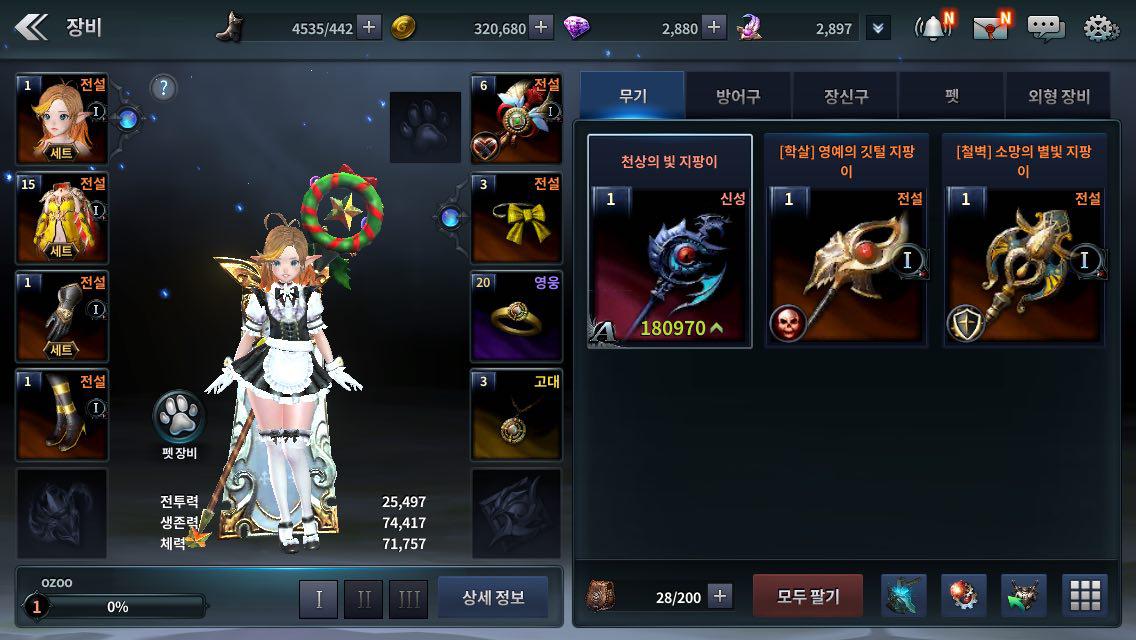 장비
4535/442 +
320,680 +
2,880 +
2,897
N
N
1 전설
I
세트
?
6 전설
I
무기
방어구
장신구
펫
외형 장비
15 전설
I
세트
3 전설
천상의 빛 지팡이
1 신성
A
180970
[학살] 영예의 깃털 지팡
이
1 전설
I
[철벽] 소망의 별빛 지팡
이
1 전설
I
1 전설
I
세트
20 영웅
1 전설
I
3 고대
펫 장비
전투력 25,497
생존력 74,417
체력 71,757
ozoo
1 0%
I
II
III
상세 정보
28/200 +
모두 팔기